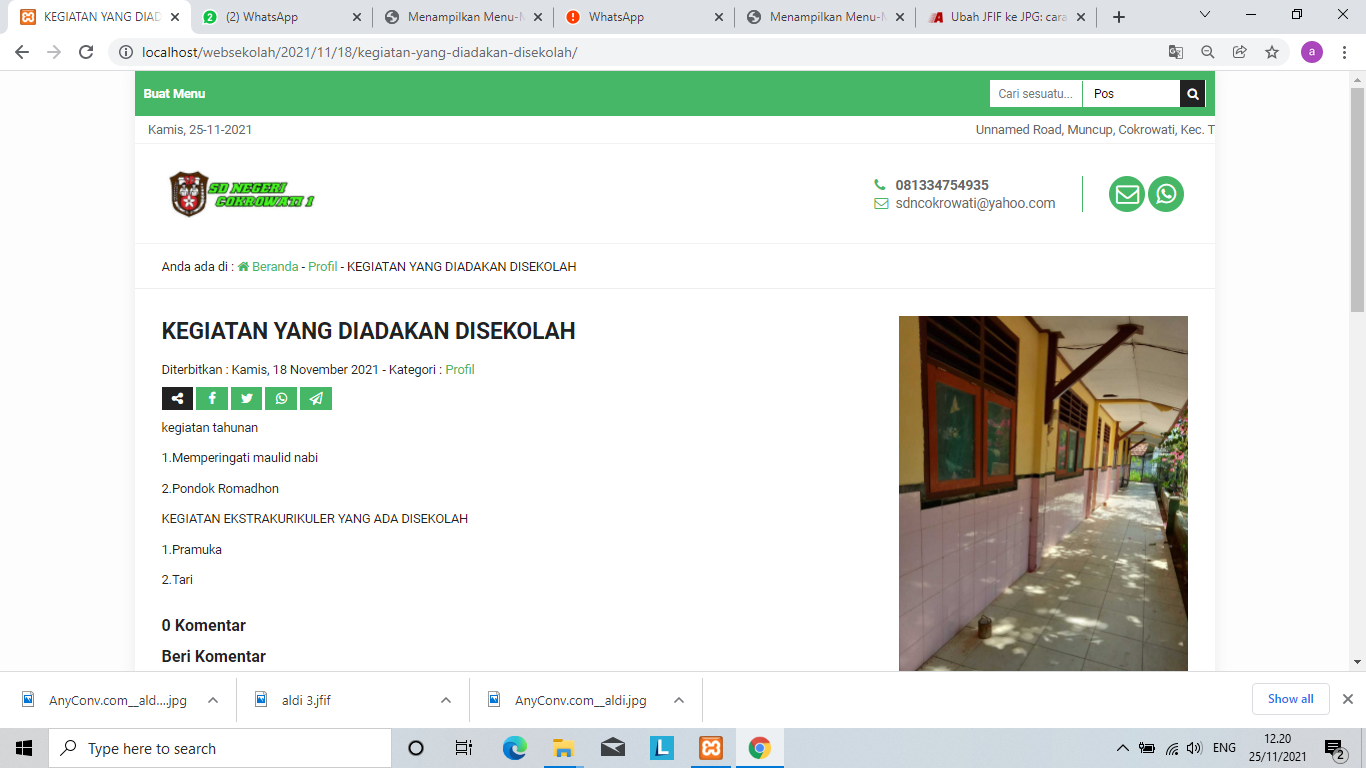 KEGIATAN YANG DIAD
(2) WhatsApp
Menampilkan Menu-M
WhatsApp
Menampilkan Menu-M
Ubah JFIF ke JPG: cara
localhost/websekolah/2021/11/18/kegiatan-yang-diadakan-disekolah/
a
Buat Menu
Cari sesuatu...
Pos
Kamis, 25-11-2021
Unnamed Road, Muncup, Cokrowati, Kec. T
SD NEGERI
COKROWATI 1
081334754935
sdncokrowati@yahoo.com
Anda ada di : Beranda - Profil - KEGIATAN YANG DIADAKAN DISEKOLAH
KEGIATAN YANG DIADAKAN DISEKOLAH
Diterbitkan : Kamis, 18 November 2021 - Kategori : Profil
kegiatan tahunan
1.Memperingati maulid nabi
2.Pondok Romadhon
KEGIATAN EKSTRAKURIKULER YANG ADA DISEKOLAH
1.Pramuka
2.Tari
0 Komentar
Beri Komentar
AnyConv.com__ald....jpg
aldi 3.jfif
AnyConv.com__aldi.jpg
Show all
Type here to search
L
ENG
12.20
25/11/2021
2